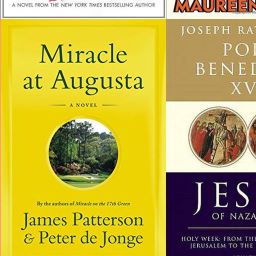 A NOVEL FROM THE NEW YORK TIMES BESTSELLING AUTHOR
Miracle
at Augusta
A NOVEL
By the authors of Miracle on the 17th Green
James Patterson
& Peter de Jonge
MAUREEN
JOSEPH RA
PO
BENED
XV
JES
OF NAZA
HOLY WEEK: FROM THE
JERUSALEM TO THE